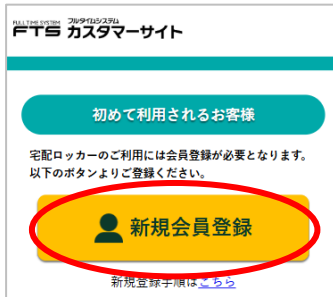 FULL TIME SYSTEM
FTS
フルタイムシステム
カスタマーサイト
初めて利用されるお客様
宅配ロッカーのご利用には会員登録が必要となります。
以下のボタンよりご登録ください。
新規会員登録
新規登録手順はこちら